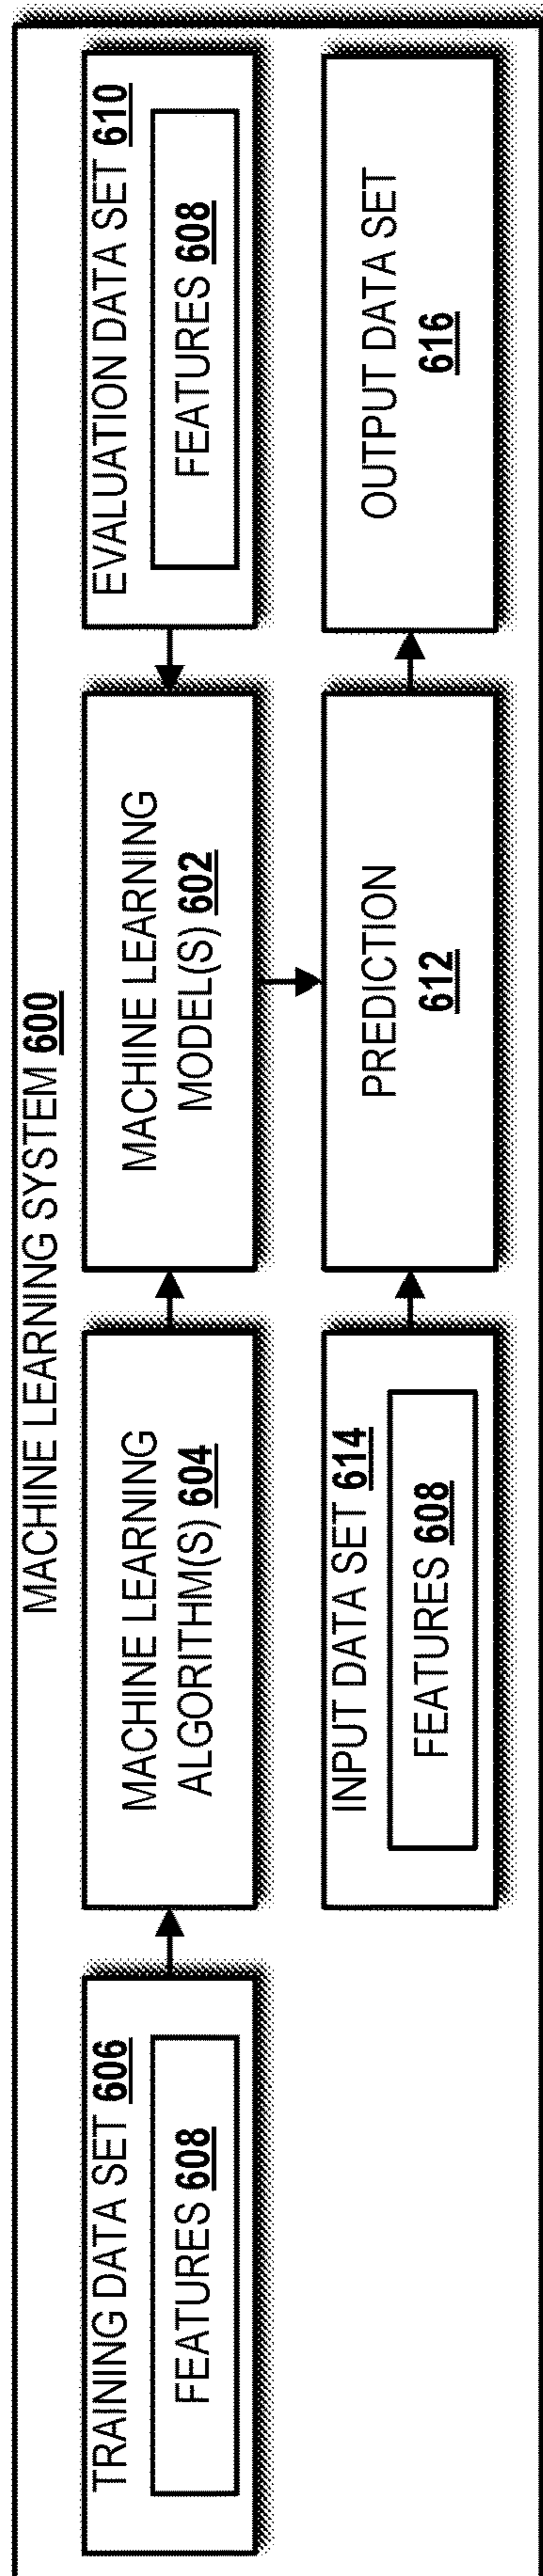 MACHINE LEARNING SYSTEM 600
TRAINING DATA SET 606
FEATURES 608
MACHINE LEARNING
ALGORITHM(S) 604
MACHINE LEARNING
MODEL(S) 602
EVALUATION DATA SET 610
FEATURES 608
INPUT DATA SET 614
FEATURES 608
PREDICTION
612
OUTPUT DATA SET
616